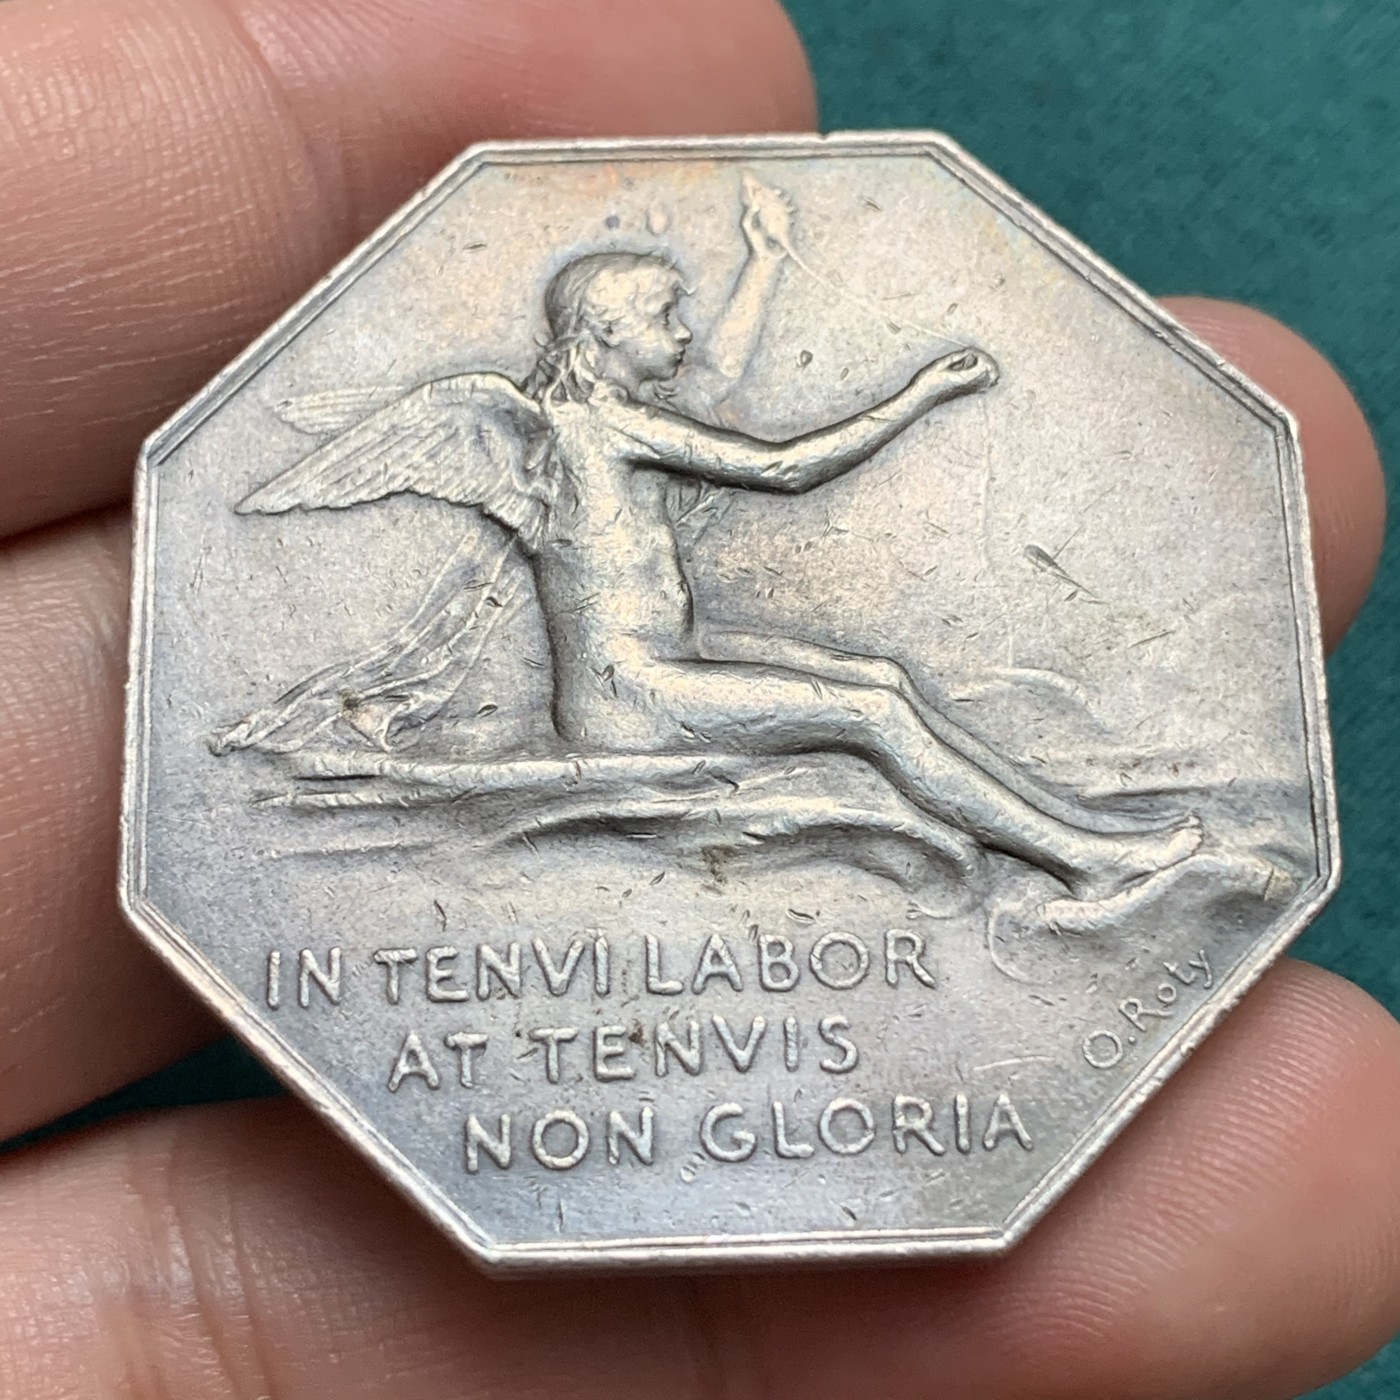 IN TENVI LABOR
AT TENVIS
NON GLORIA
O. Roty